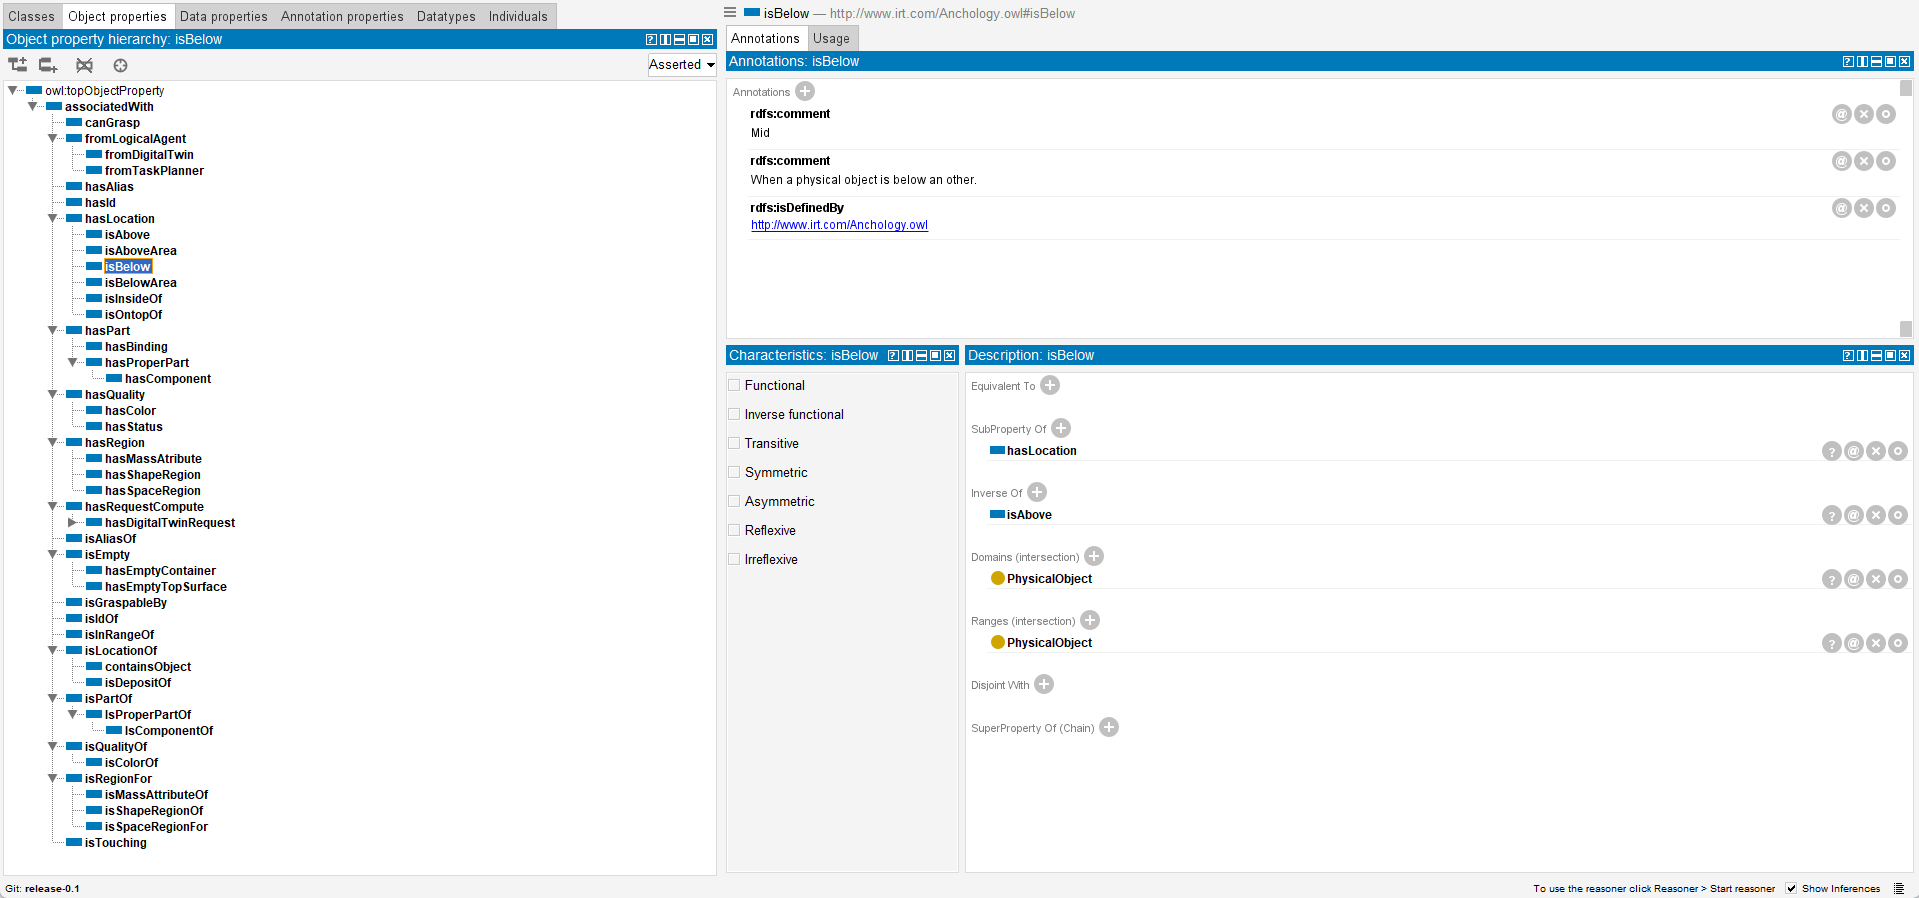 Classes Object properties Data properties Annotation properties Datatypes Individuals
Object property hierarchy: isBelow
Asserted
owl:topObjectProperty
associatedWith
canGrasp
fromLogicalAgent
fromDigitalTwin
fromTaskPlanner
hasAlias
hasId
hasLocation
isAbove
isAboveArea
isBelow
isBelowArea
isInsideOf
isOntopOf
hasPart
hasBinding
hasProperPart
hasComponent
hasQuality
hasColor
hasStatus
hasRegion
hasMassAtribute
hasShapeRegion
hasSpaceRegion
hasRequestCompute
hasDigitalTwinRequest
isAliasOf
isEmpty
hasEmptyContainer
hasEmptyTopSurface
isGraspableBy
isIdOf
isInRangeOf
isLocationOf
containsObject
isDepositOf
isPartOf
IsProperPartOf
IsComponentOf
isQualityOf
isColorOf
isRegionFor
isMassAttributeOf
isShapeRegionOf
isSpaceRegionFor
isTouching
Git: release-0.1
isBelow — http://www.irt.com/Anchology.owl#isBelow
Annotations Usage
Annotations: isBelow
Annotations
rdfs:comment
Mid
rdfs:comment
When a physical object is below an other.
rdfs:isDefinedBy
http://www.irt.com/Anchology.owl
Characteristics: isBelow
Functional
Inverse functional
Transitive
Symmetric
Asymmetric
Reflexive
Irreflexive
Description: isBelow
Equivalent To
SubProperty Of
hasLocation
Inverse Of
isAbove
Domains (intersection)
PhysicalObject
Ranges (intersection)
PhysicalObject
Disjoint With
SuperProperty Of (Chain)
To use the reasoner click Reasoner > Start reasoner Show Inferences